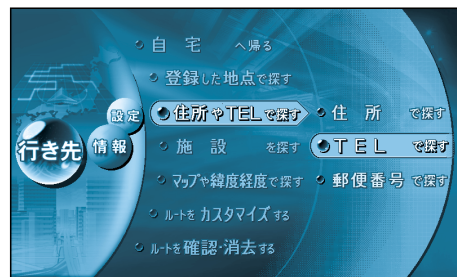 自宅へ帰る
登録した地点で探す
設定
住所やTELで探す
住所で探す
行き先
情報
施設を探す
TELで探す
マップや緯度経度で探す
郵便番号で探す
ルートをカスタマイズする
ルートを確認・消去する